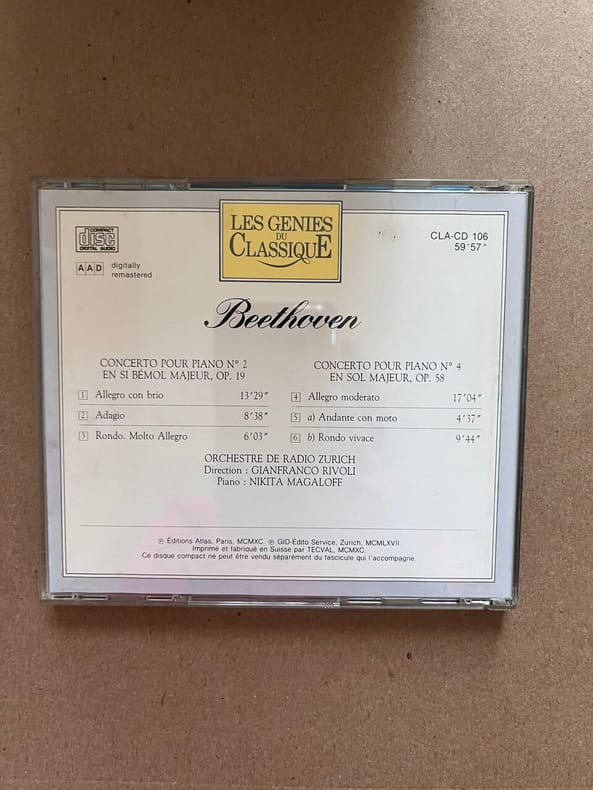 COMPACT
disc
DIGITAL AUDIO
AAD digitally
remastered
LES GENIES
DU
CLASSIQUE
CLA-CD 106
59'57"
Beethoven
CONCERTO POUR PIANO N° 2
EN SI BÉMOL MAJEUR, OP. 19
1 Allegro con brio 13'29"
2 Adagio 8'38"
3 Rondo. Molto Allegro 6'03"
CONCERTO POUR PIANO N° 4
EN SOL MAJEUR, OP. 58
4 Allegro moderato 17'04"
5 a) Andante con moto 4'37"
6 b) Rondo vivace 9'44"
ORCHESTRE DE RADIO ZURICH
Direction : GIANFRANCO RIVOLI
Piano : NIKITA MAGALOFF
℗ Éditions Atlas, Paris, MCMXC. ℗ GID-Édito Service, Zurich, MCMLXVII.
Imprimé et fabriqué en Suisse par TECVAL, MCMXC.
Ce disque compact ne peut être vendu séparément du fascicule qui l'accompagne.